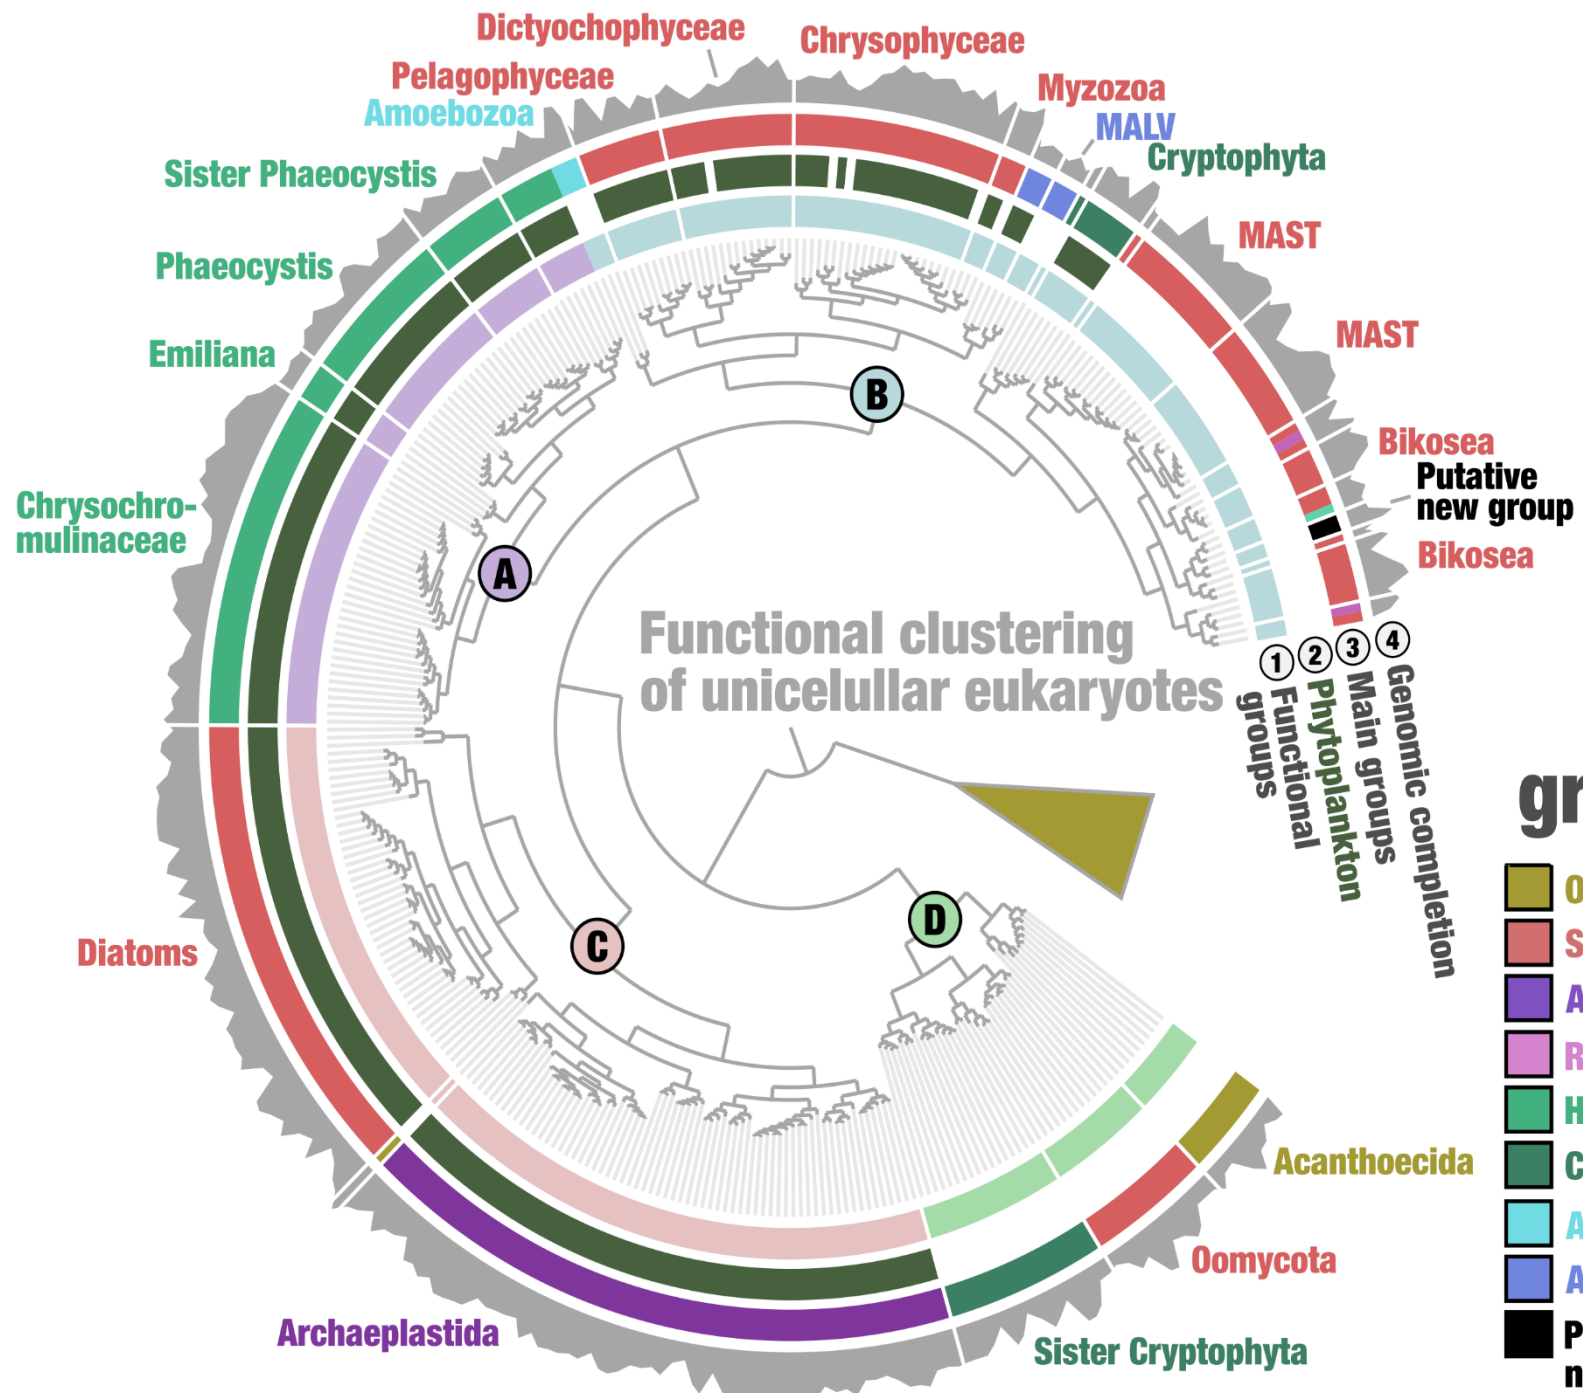 Dictyochophyceae
Chrysophyceae
Pelagophyceae
Myzozoa
Amoebozoa
MALV
Cryptophyta
Sister Phaeocystis
MAST
Phaeocystis
MAST
Emiliana
Bikosea
Putative
new group
Chrysochro-
mulinaceae
Bikosea
A
B
C
D
Functional clustering
of unicelullar eukaryotes
1
2
3
4
Functional
groups
Phytoplankton
Main groups
Genomic completion
Diatoms
Acanthoecida
Oomycota
Archaeplastida
Sister Cryptophyta
gr
O
S
A
R
H
C
A
A
P
n